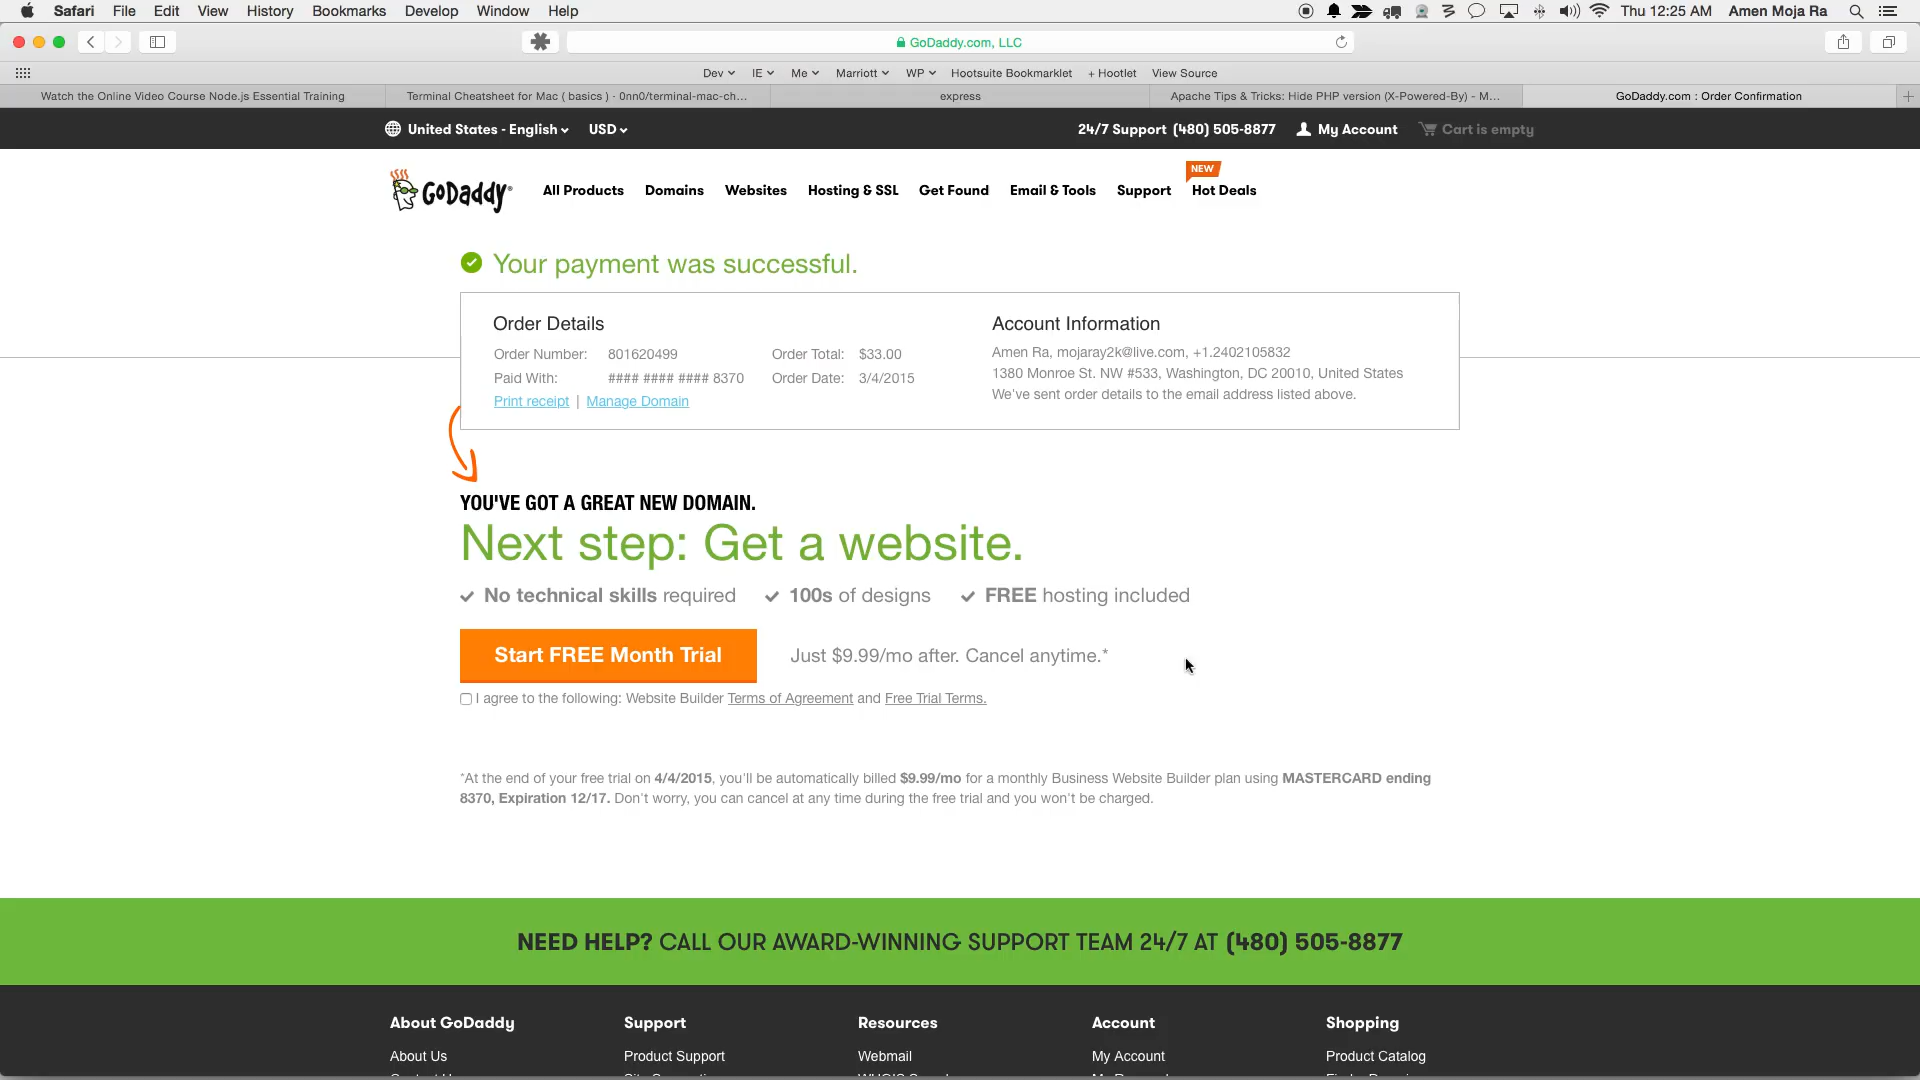 Safari File Edit View History Bookmarks Develop Window Help Thu 12:25 AM Amen Moja Ra
GoDaddy.com, LLC
Dev IE Me Marriott WP Hootsuite Bookmarklet + Hootlet View Source
Watch the Online Video Course Node.js Essential Training
Terminal Cheatsheet for Mac ( basics ) · 0nn0/terminal-mac-ch...
express
Apache Tips & Tricks: Hide PHP version (X-Powered-By) - M...
GoDaddy.com : Order Confirmation
United States - English USD 24/7 Support (480) 505-8877 My Account Cart is empty
NEW
GoDaddy All Products Domains Websites Hosting & SSL Get Found Email & Tools Support Hot Deals
Your payment was successful.
Order Details
Order Number: 801620499 Order Total: $33.00
Paid With: #### #### #### 8370 Order Date: 3/4/2015
Print receipt | Manage Domain
Account Information
Amen Ra, mojaray2k@live.com, +1.2402105832
1380 Monroe St. NW #533, Washington, DC 20010, United States
We've sent order details to the email address listed above.
YOU'VE GOT A GREAT NEW DOMAIN.
Next step: Get a website.
No technical skills required 100s of designs FREE hosting included
Start FREE Month Trial Just $9.99/mo after. Cancel anytime.*
I agree to the following: Website Builder Terms of Agreement and Free Trial Terms.
*At the end of your free trial on 4/4/2015, you'll be automatically billed $9.99/mo for a monthly Business Website Builder plan using MASTERCARD ending
8370, Expiration 12/17. Don't worry, you can cancel at any time during the free trial and you won't be charged.
NEED HELP? CALL OUR AWARD-WINNING SUPPORT TEAM 24/7 AT (480) 505-8877
About GoDaddy Support Resources Account Shopping
About Us Product Support Webmail My Account Product Catalog